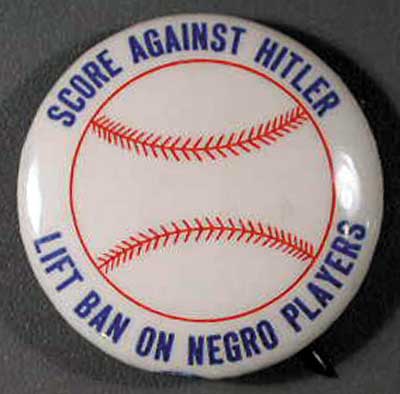 SCORE AGAINST HITLER
LIFT BAN ON NEGRO PLAYERS